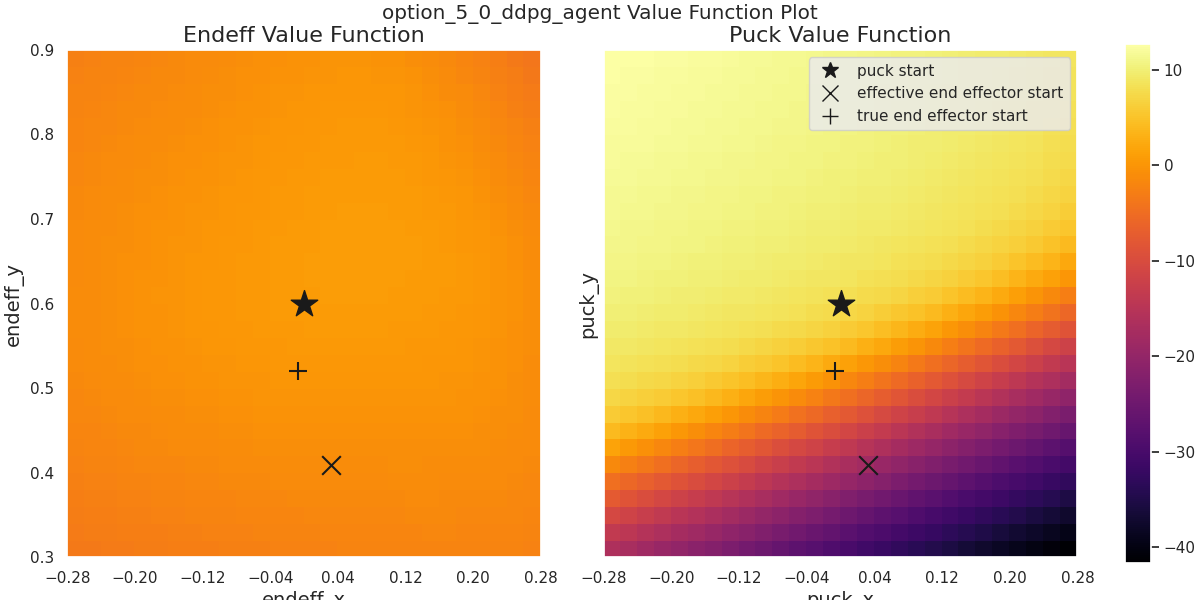 option_5_0_ddpg_agent Value Function Plot
Endeff Value Function
Puck Value Function
0.9
0.8
0.7
0.6
0.5
0.4
0.3
endeff_y
−0.28 −0.20 −0.12 −0.04 0.04 0.12 0.20 0.28
endeff_x
puck_y
puck start
effective end effector start
true end effector start
−0.28 −0.20 −0.12 −0.04 0.04 0.12 0.20 0.28
puck_x
10
0
−10
−20
−30
−40